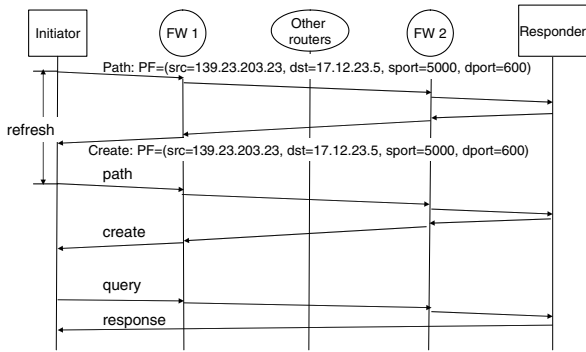 Initiator
FW 1
Other
routers
FW 2
Responder
Path: PF=(src=139.23.203.23, dst=17.12.23.5, sport=5000, dport=600)
refresh
Create: PF=(src=139.23.203.23, dst=17.12.23.5, sport=5000, dport=600)
path
create
query
response